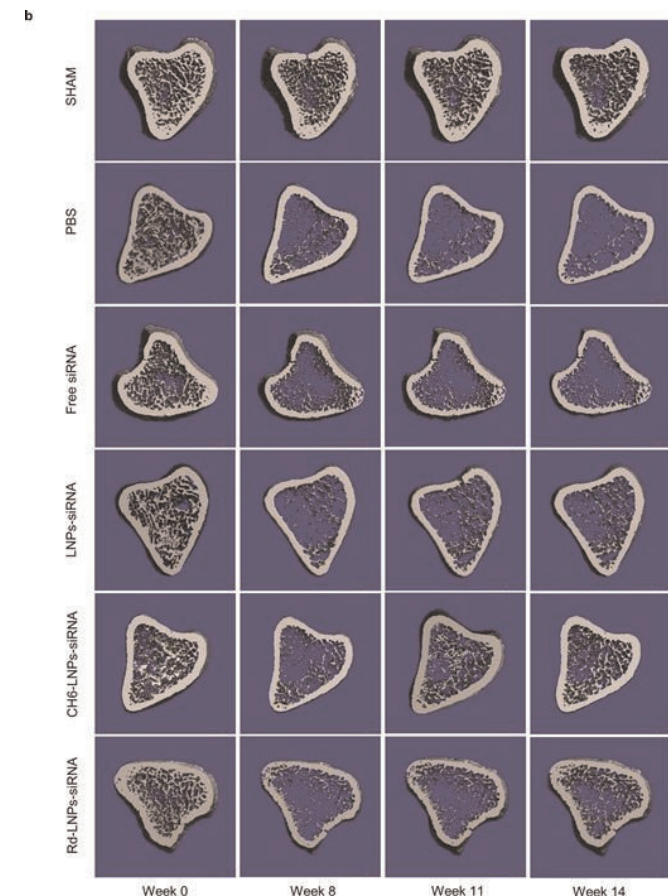 b
SHAM
PBS
Free siRNA
LNPs-siRNA
CH6-LNPs-siRNA
Rd-LNPs-siRNA
Week 0 Week 8 Week 11 Week 14